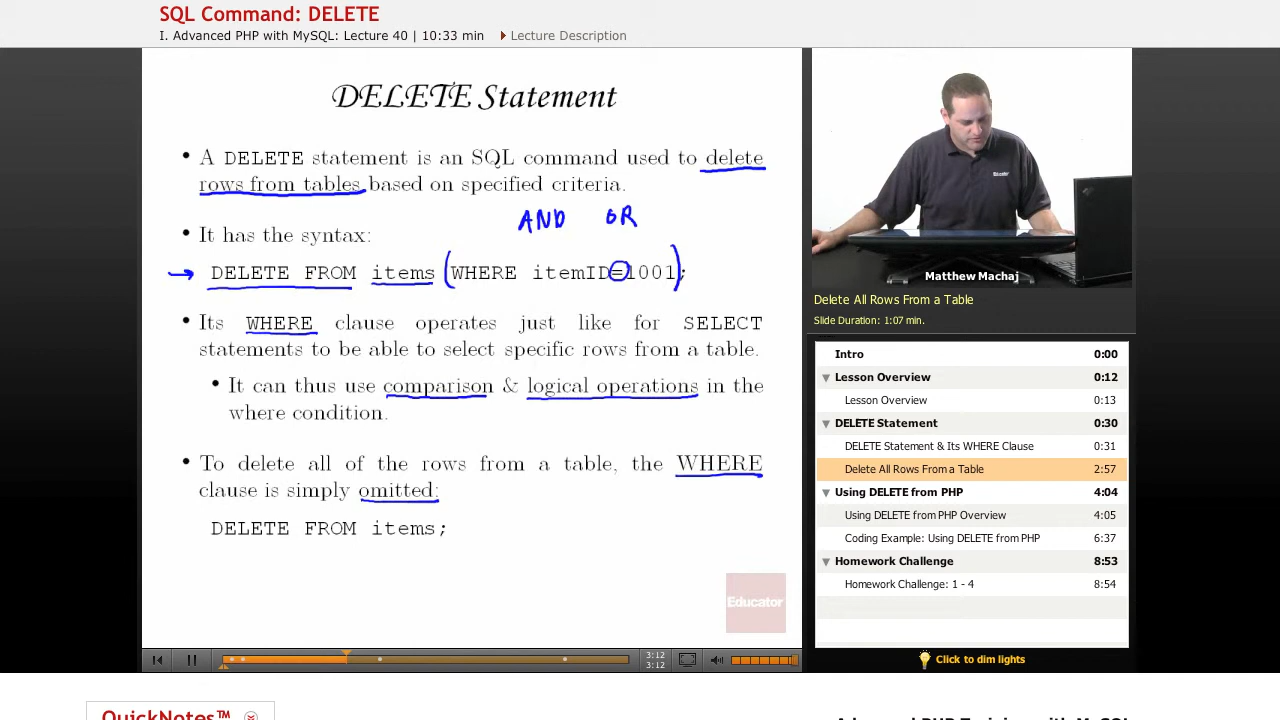 SQL Command: DELETE
I. Advanced PHP with MySQL: Lecture 40 | 10:33 min Lecture Description
DELETE Statement
• A DELETE statement is an SQL command used to delete
rows from tables based on specified criteria.
AND OR
• It has the syntax:
DELETE FROM items (WHERE itemID=1001);
• Its WHERE clause operates just like for SELECT
statements to be able to select specific rows from a table.
• It can thus use comparison & logical operations in the
where condition.
• To delete all of the rows from a table, the WHERE
clause is simply omitted:
DELETE FROM items;
Educator
3:12
3:12
Educator
Matthew Machaj
Delete All Rows From a Table
Slide Duration: 1:07 min.
Intro 0:00
Lesson Overview 0:12
Lesson Overview 0:13
DELETE Statement 0:30
DELETE Statement & Its WHERE Clause 0:31
Delete All Rows From a Table 2:57
Using DELETE from PHP 4:04
Using DELETE from PHP Overview 4:05
Coding Example: Using DELETE from PHP 6:37
Homework Challenge 8:53
Homework Challenge: 1 - 4 8:54
Click to dim lights
QuickNotes™
Advanced PHP Training with MySQL